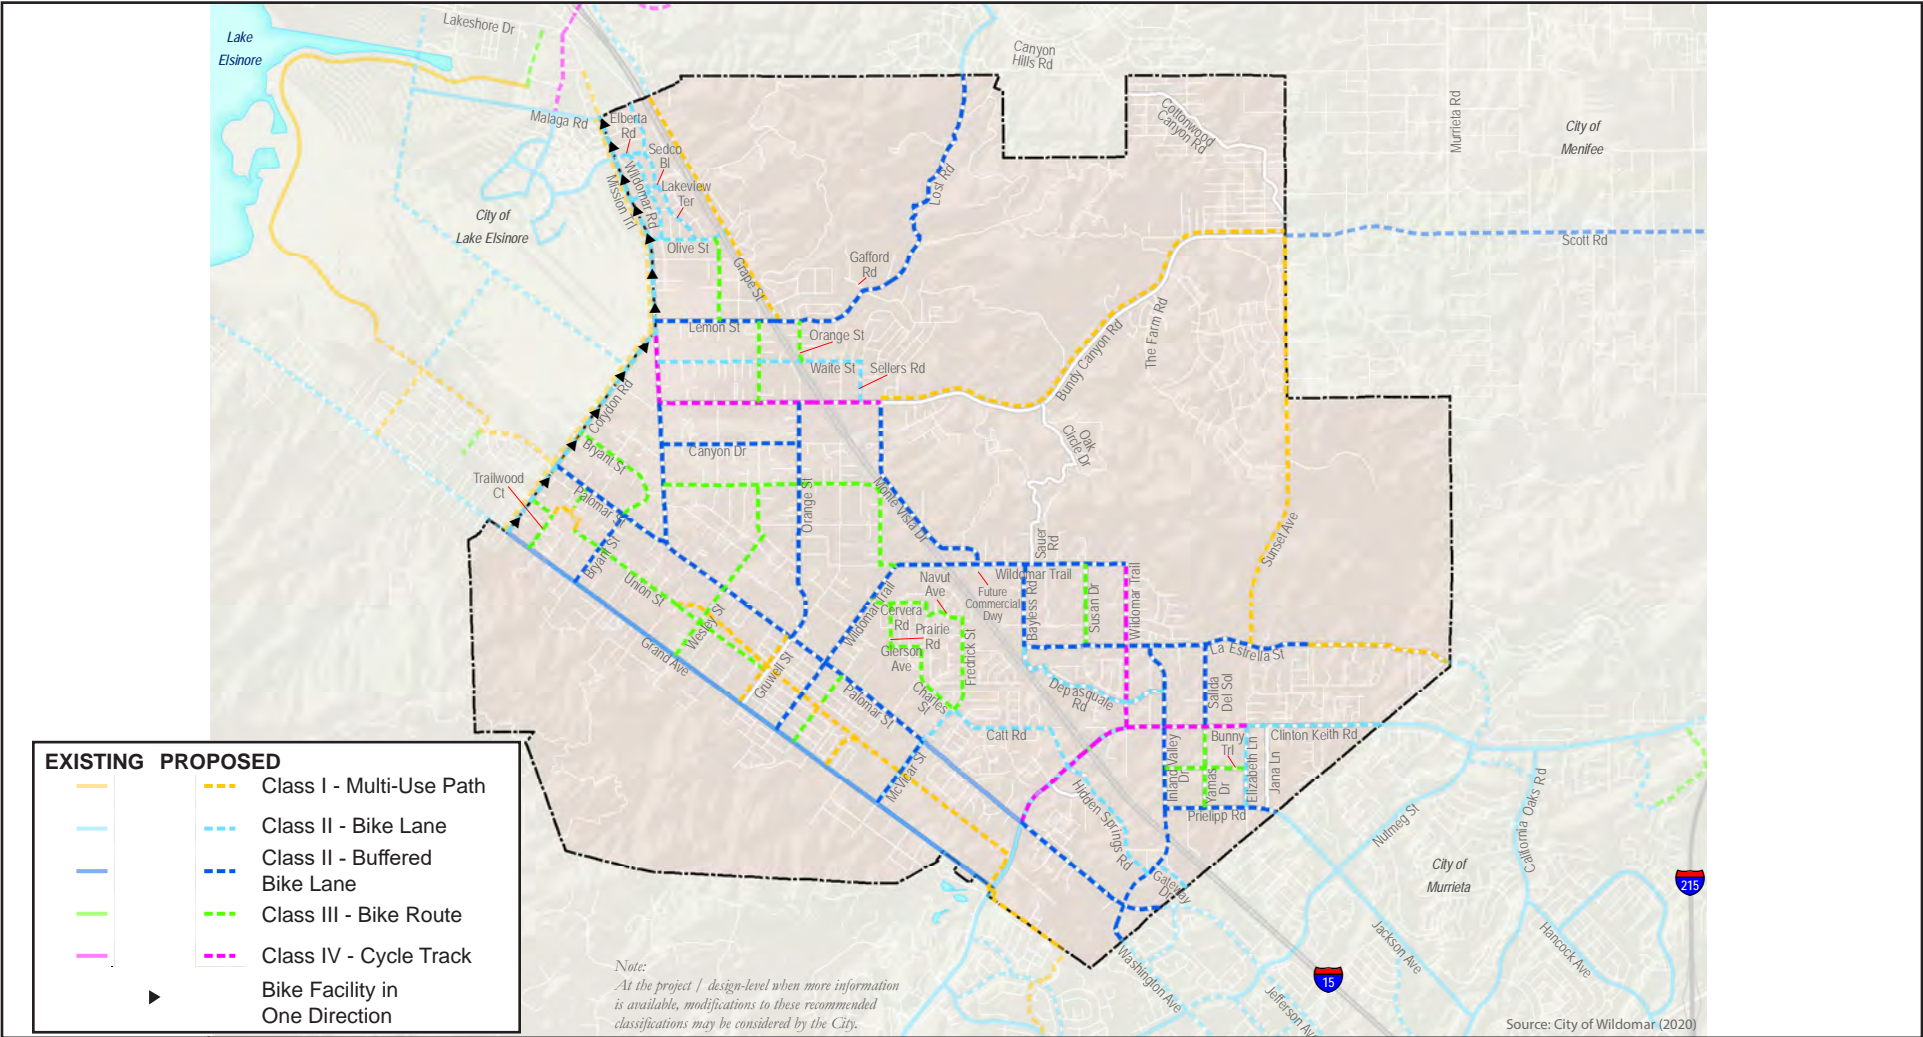 Lakeshore Dr
Lake
Elsinore
Canyon
Hills Rd
Cottonwood
Canyon Rd
Murrieta Rd
City of
Menifee
Malaga Rd
Elberta
Rd
Sedco
Bl
Lakeview
Ter
Wildomar Rd
Mission Trl
City of
Lake Elsinore
Olive St
Lost Rd
Scott Rd
Grape St
Gafford
Rd
Lemon St
Orange St
Waite St
Sellers Rd
Bundy Canyon Rd
The Farm Rd
Corydon Rd
Bryant St
Canyon Dr
Oak
Circle Dr
Trailwood
Ct
Palomar St
Orange St
Monte Vista Dr
Sauer
Rd
Sunset Ave
Bryant St
Union St
Wesley St
Grand Ave
Gruwell St
Wildomar Trail
Navut
Ave
Future
Commercial
Dwy
Wildomar Trail
Cervera
Rd
Prairie
Rd
Glerson
Ave
Charles
St
Fredrick St
Bayless Rd
Susan Dr
Wildomar Trail
La Estrella St
Depasquale
Rd
Salida
Del Sol
Palomar St
Catt Rd
Clinton Keith Rd
Bunny
Trl
Inland Valley
Dr
Yamas
Dr
Elizabeth Ln
Jana Ln
Prielipp Rd
McVicar St
Hidden Springs Rd
Gateway
Dr
Nutmeg St
California Oaks Rd
City of
Murrieta
215
Jackson Ave
Hancock Ave
Washington Ave
15
Jefferson Av
EXISTING PROPOSED
Class I - Multi-Use Path
Class II - Bike Lane
Class II - Buffered
Bike Lane
Class III - Bike Route
Class IV - Cycle Track
Bike Facility in
One Direction
Note:
At the project / design-level when more information
is available, modifications to these recommended
classifications may be considered by the City.
Source: City of Wildomar (2020)